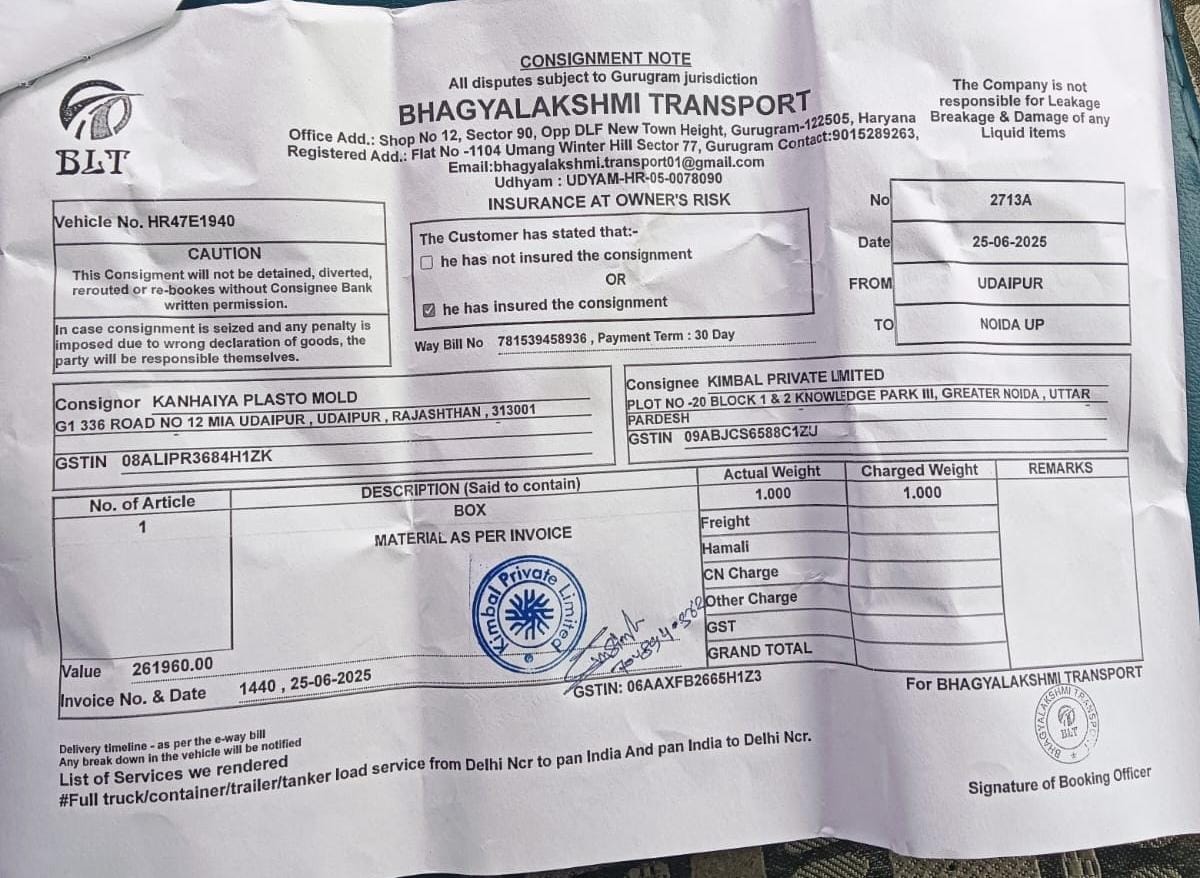 CONSIGNMENT NOTE
All disputes subject to Gurugram jurisdiction
BHAGYALAKSHMI TRANSPORT
Office Add.: Shop No 12, Sector 90, Opp DLF New Town Height, Gurugram-122505, Haryana
Registered Add.: Flat No -1104 Umang Winter Hill Sector 77, Gurugram Contact:9015289263,
Email:bhagyalakshmi.transport01@gmail.com
Udhyam : UDYAM-HR-05-0078090
The Company is not
responsible for Leakage
Breakage & Damage of any
Liquid items
BLT
Vehicle No. HR47E1940
CAUTION
This Consigment will not be detained, diverted,
rerouted or re-bookes without Consignee Bank
written permission.
In case consignment is seized and any penalty is
imposed due to wrong declaration of goods, the
party will be responsible themselves.
INSURANCE AT OWNER'S RISK
The Customer has stated that:-
☐ he has not insured the consignment
OR
☑ he has insured the consignment
Way Bill No 781539458936 , Payment Term : 30 Day
No 2713A
Date 25-06-2025
FROM UDAIPUR
TO NOIDA UP
Consignor KANHAIYA PLASTO MOLD
G1 336 ROAD NO 12 MIA UDAIPUR , UDAIPUR , RAJASHTHAN , 313001
GSTIN 08ALIPR3684H1ZK
Consignee KIMBAL PRIVATE LIMITED
PLOT NO -20 BLOCK 1 & 2 KNOWLEDGE PARK III, GREATER NOIDA , UTTAR
PARDESH
GSTIN 09ABJCS6588C1ZU
No. of Article DESCRIPTION (Said to contain) Actual Weight Charged Weight REMARKS
1 BOX 1.000 1.000
MATERIAL AS PER INVOICE
Freight
Hamali
CN Charge
Other Charge
GST
GRAND TOTAL
Kimbal Private Limited
Value 261960.00
Invoice No. & Date 1440 , 25-06-2025
GSTIN: 06AAXFB2665H1Z3
For BHAGYALAKSHMI TRANSPORT
BHAGYALAKSHMI TRANSPORT
BLT
Signature of Booking Officer
Delivery timeline - as per the e-way bill
Any break down in the vehicle will be notified
List of Services we rendered
#Full truck/container/trailer/tanker load service from Delhi Ncr to pan India And pan India to Delhi Ncr.